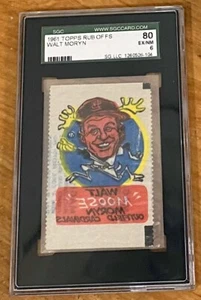 SGC
WWW.SGCCARD.COM
1961 TOPPS RUB OFFS
WALT MORYN
80
EX/NM
6
WALT
"MOOSE"
MORYN
OUTFIELD CARDINALS